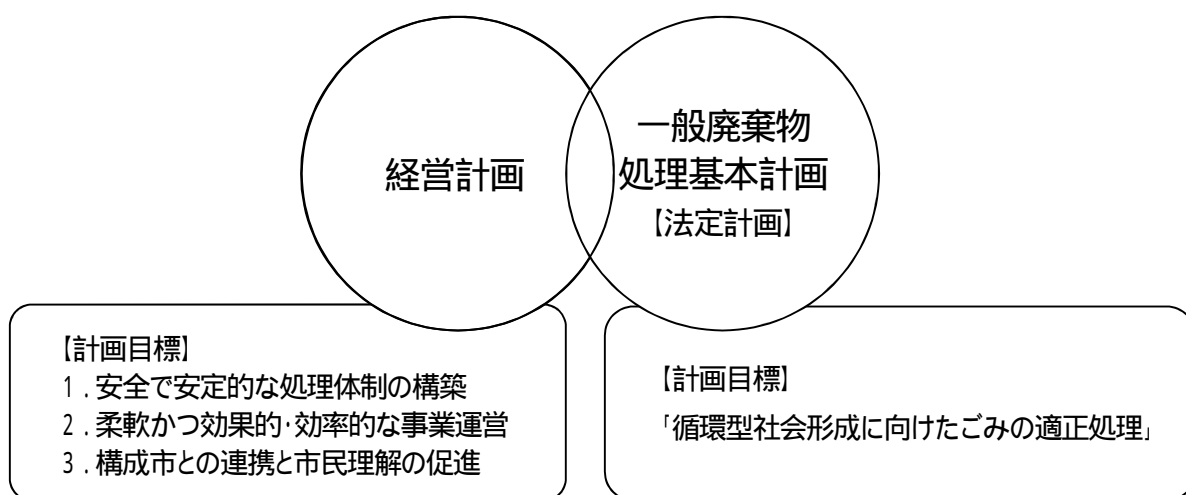 経営計画
一般廃棄物
処理基本計画
【法定計画】
【計画目標】
1．安全で安定的な処理体制の構築
2．柔軟かつ効果的・効率的な事業運営
3．構成市との連携と市民理解の促進
【計画目標】
「循環型社会形成に向けたごみの適正処理」